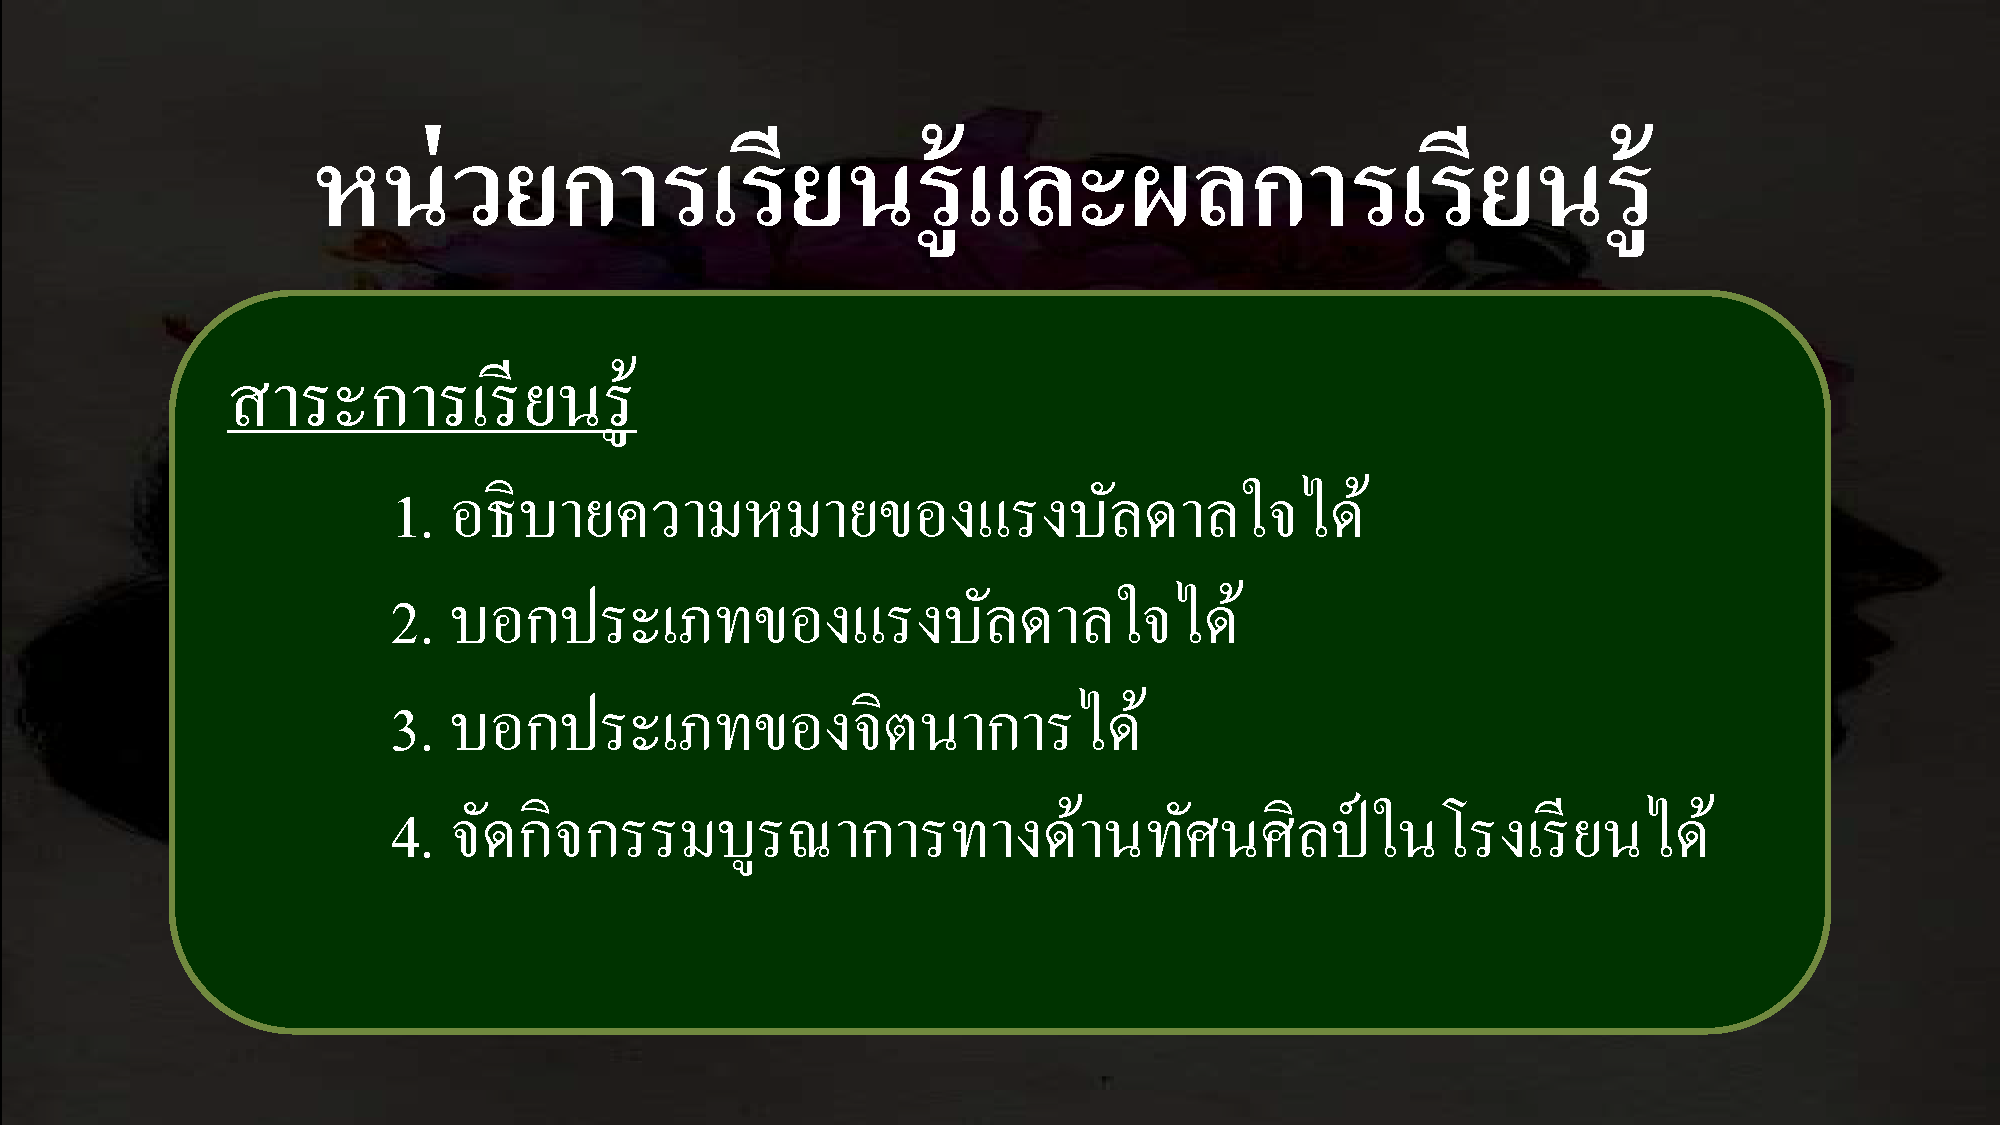 หน่วยการเรียนรู้และผลการเรียนรู้
สาระการเรียนรู้
1. อธิบายความหมายของแรงบัลดาลใจได้
2. บอกประเภทของแรงบัลดาลใจได้
3. บอกประเภทของจิตนาการได้
4. จัดกิจกรรมบูรณาการทางด้านทัศนศิลป์ในโรงเรียนได้